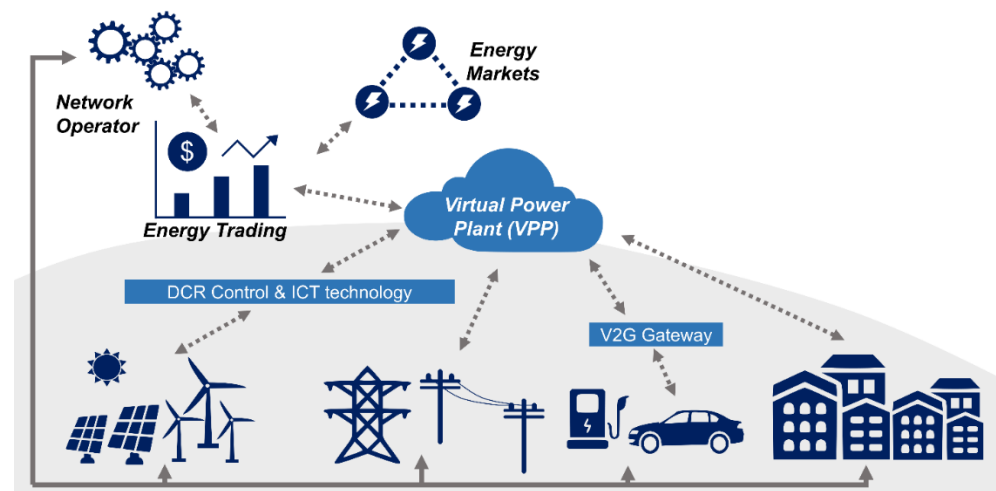 Network
Operator
Energy
Markets
$
Energy Trading
Virtual Power
Plant (VPP)
DCR Control & ICT technology
V2G Gateway